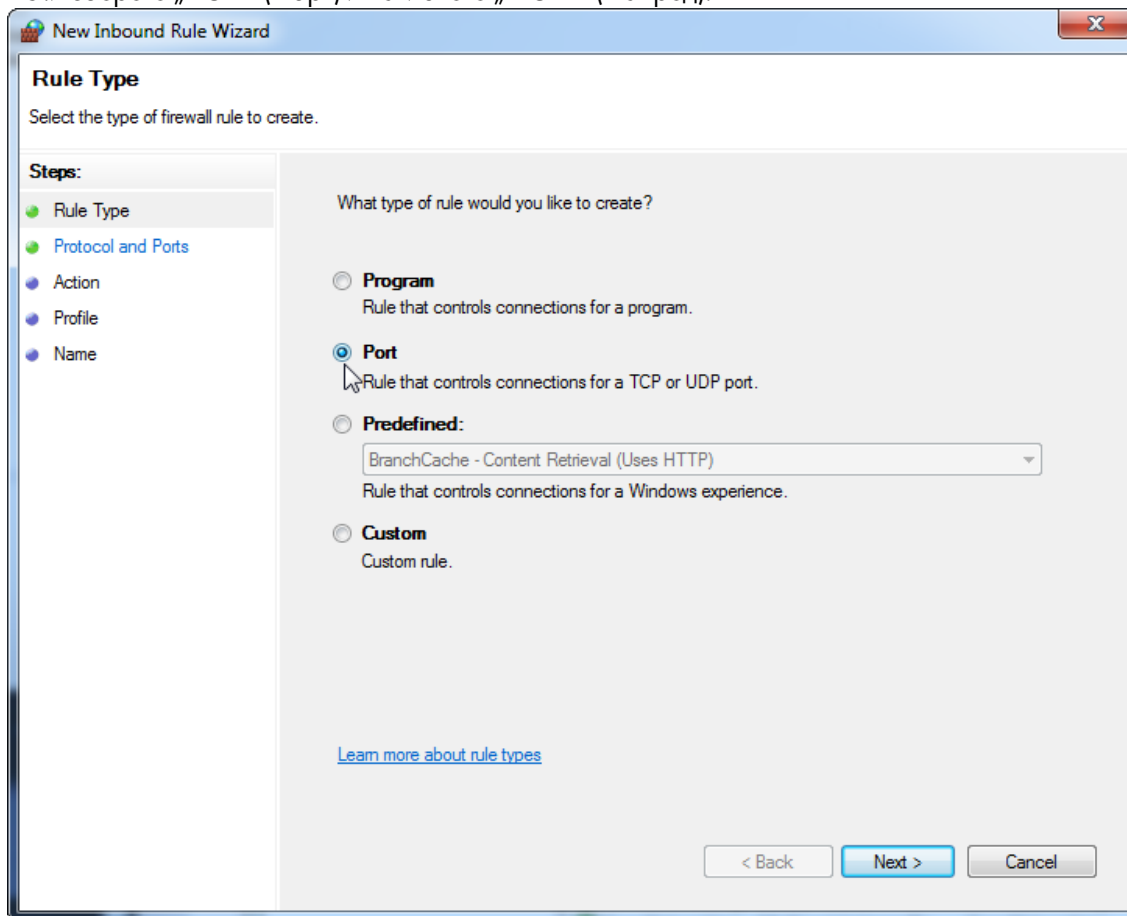 New Inbound Rule Wizard
Rule Type
Select the type of firewall rule to create.
Steps:
Rule Type
Protocol and Ports
Action
Profile
Name
What type of rule would you like to create?
Program
Rule that controls connections for a program.
Port
Rule that controls connections for a TCP or UDP port.
Predefined:
BranchCache - Content Retrieval (Uses HTTP)
Rule that controls connections for a Windows experience.
Custom
Custom rule.
Learn more about rule types
< Back
Next >
Cancel